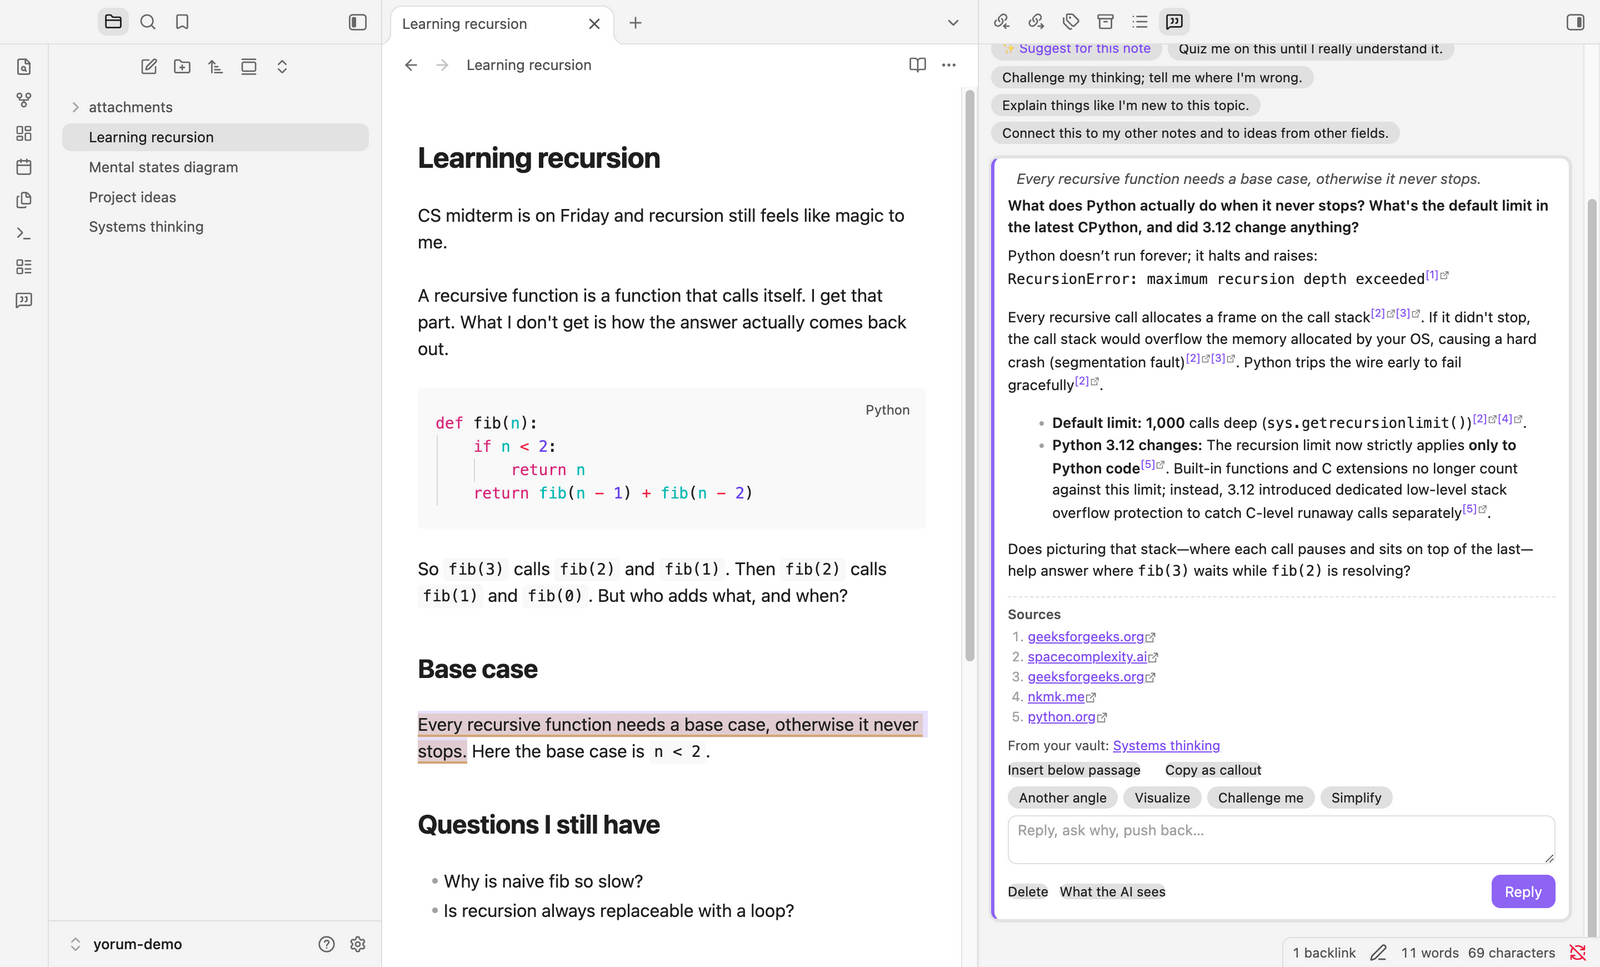 Learning recursion
attachments
Learning recursion
Mental states diagram
Project ideas
Systems thinking
yorum-demo
Learning recursion
Learning recursion
CS midterm is on Friday and recursion still feels like magic to
me.
A recursive function is a function that calls itself. I get that
part. What I don't get is how the answer actually comes back
out.
Python
def fib(n):
    if n < 2:
        return n
    return fib(n - 1) + fib(n - 2)
So fib(3) calls fib(2) and fib(1). Then fib(2) calls
fib(1) and fib(0). But who adds what, and when?
Base case
Every recursive function needs a base case, otherwise it never
stops. Here the base case is n < 2.
Questions I still have
• Why is naive fib so slow?
• Is recursion always replaceable with a loop?
✨ Suggest for this note
Quiz me on this until I really understand it.
Challenge my thinking; tell me where I'm wrong.
Explain things like I'm new to this topic.
Connect this to my other notes and to ideas from other fields.
Every recursive function needs a base case, otherwise it never stops.
What does Python actually do when it never stops? What's the default limit in
the latest CPython, and did 3.12 change anything?
Python doesn’t run forever; it halts and raises:
RecursionError: maximum recursion depth exceeded[1]
Every recursive call allocates a frame on the call stack[2][3]. If it didn't stop,
the call stack would overflow the memory allocated by your OS, causing a hard
crash (segmentation fault)[2][3]. Python trips the wire early to fail
gracefully[2].
• Default limit: 1,000 calls deep (sys.getrecursionlimit())[2][4].
• Python 3.12 changes: The recursion limit now strictly applies only to
Python code[5]. Built-in functions and C extensions no longer count
against this limit; instead, 3.12 introduced dedicated low-level stack
overflow protection to catch C-level runaway calls separately[5].
Does picturing that stack—where each call pauses and sits on top of the last—
help answer where fib(3) waits while fib(2) is resolving?
Sources
1. geeksforgeeks.org
2. spacecomplexity.ai
3. geeksforgeeks.org
4. nkmk.me
5. python.org
From your vault: Systems thinking
Insert below passage Copy as callout
Another angle Visualize Challenge me Simplify
Reply, ask why, push back...
Delete What the AI sees Reply
1 backlink 11 words 69 characters